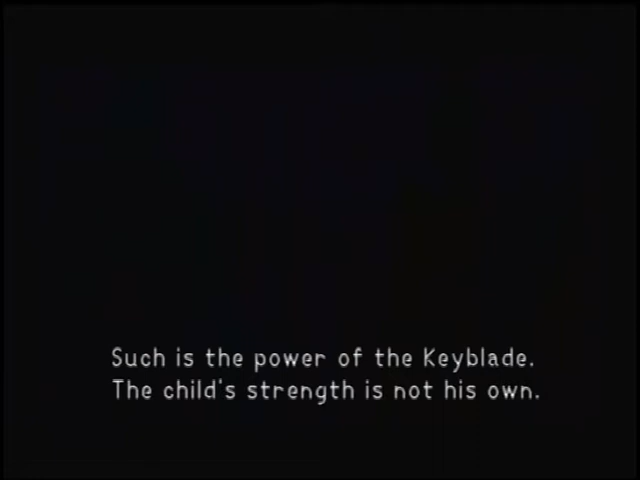 Such is the power of the Keyblade.
The child's strength is not his own.